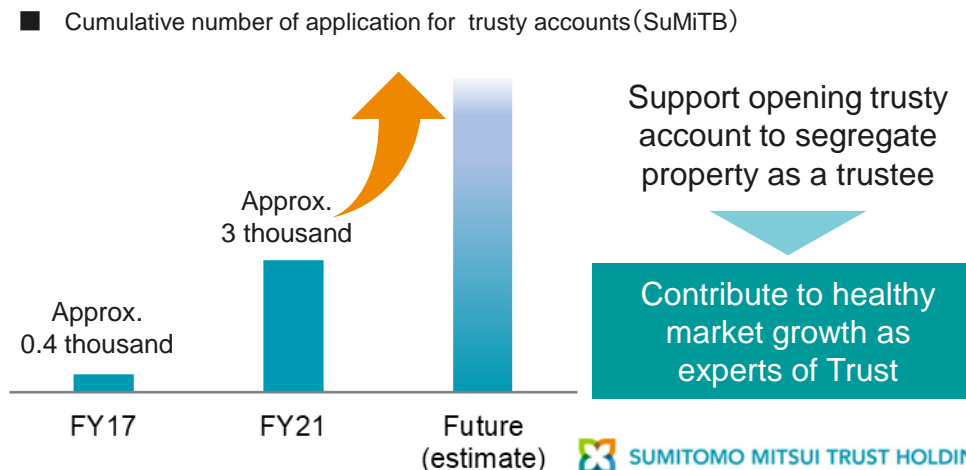 ■ Cumulative number of application for trusty accounts（SuMiTB）
Approx.
0.4 thousand
Approx.
3 thousand
FY17
FY21
Future
(estimate)
Support opening trusty
account to segregate
property as a trustee
Contribute to healthy
market growth as
experts of Trust
SUMITOMO MITSUI TRUST HOLDIN